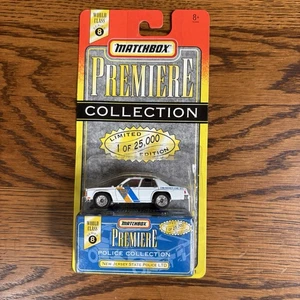 WORLD CLASS
8
8+
MATCHBOX
PREMIERE
COLLECTION
LIMITED
1 OF 25,000
EDITION
WORLD CLASS
8
MATCHBOX
PREMIERE
POLICE COLLECTION
NEW JERSEY STATE POLICE LTD